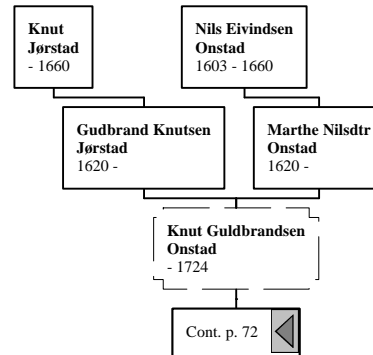 Knut
Jørstad
- 1660
Nils Eivindsen
Onstad
1603 - 1660
Gudbrand Knutsen
Jørstad
1620 -
Marthe Nilsdtr
Onstad
1620 -
Knut Guldbrandsen
Onstad
- 1724
Cont. p. 72